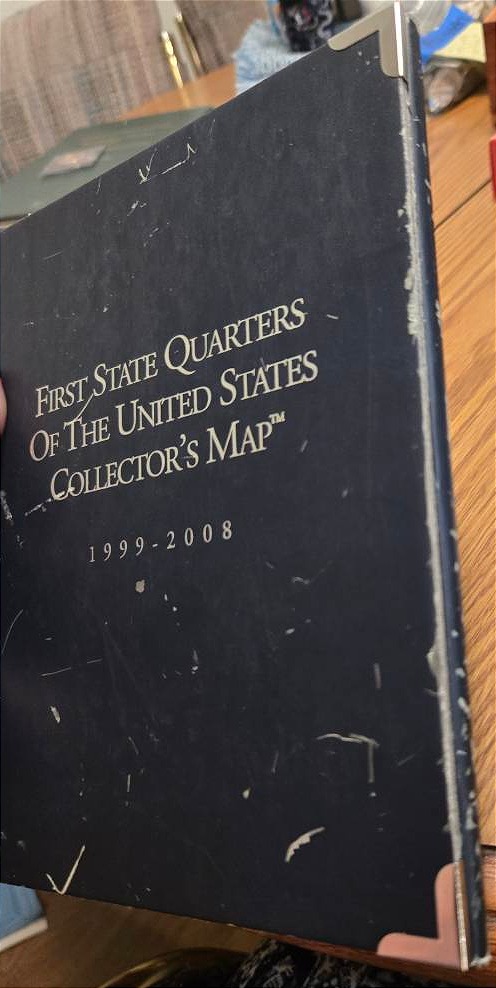 FIRST STATE QUARTERS
OF THE UNITED STATES
COLLECTOR'S MAP™
1999-2008